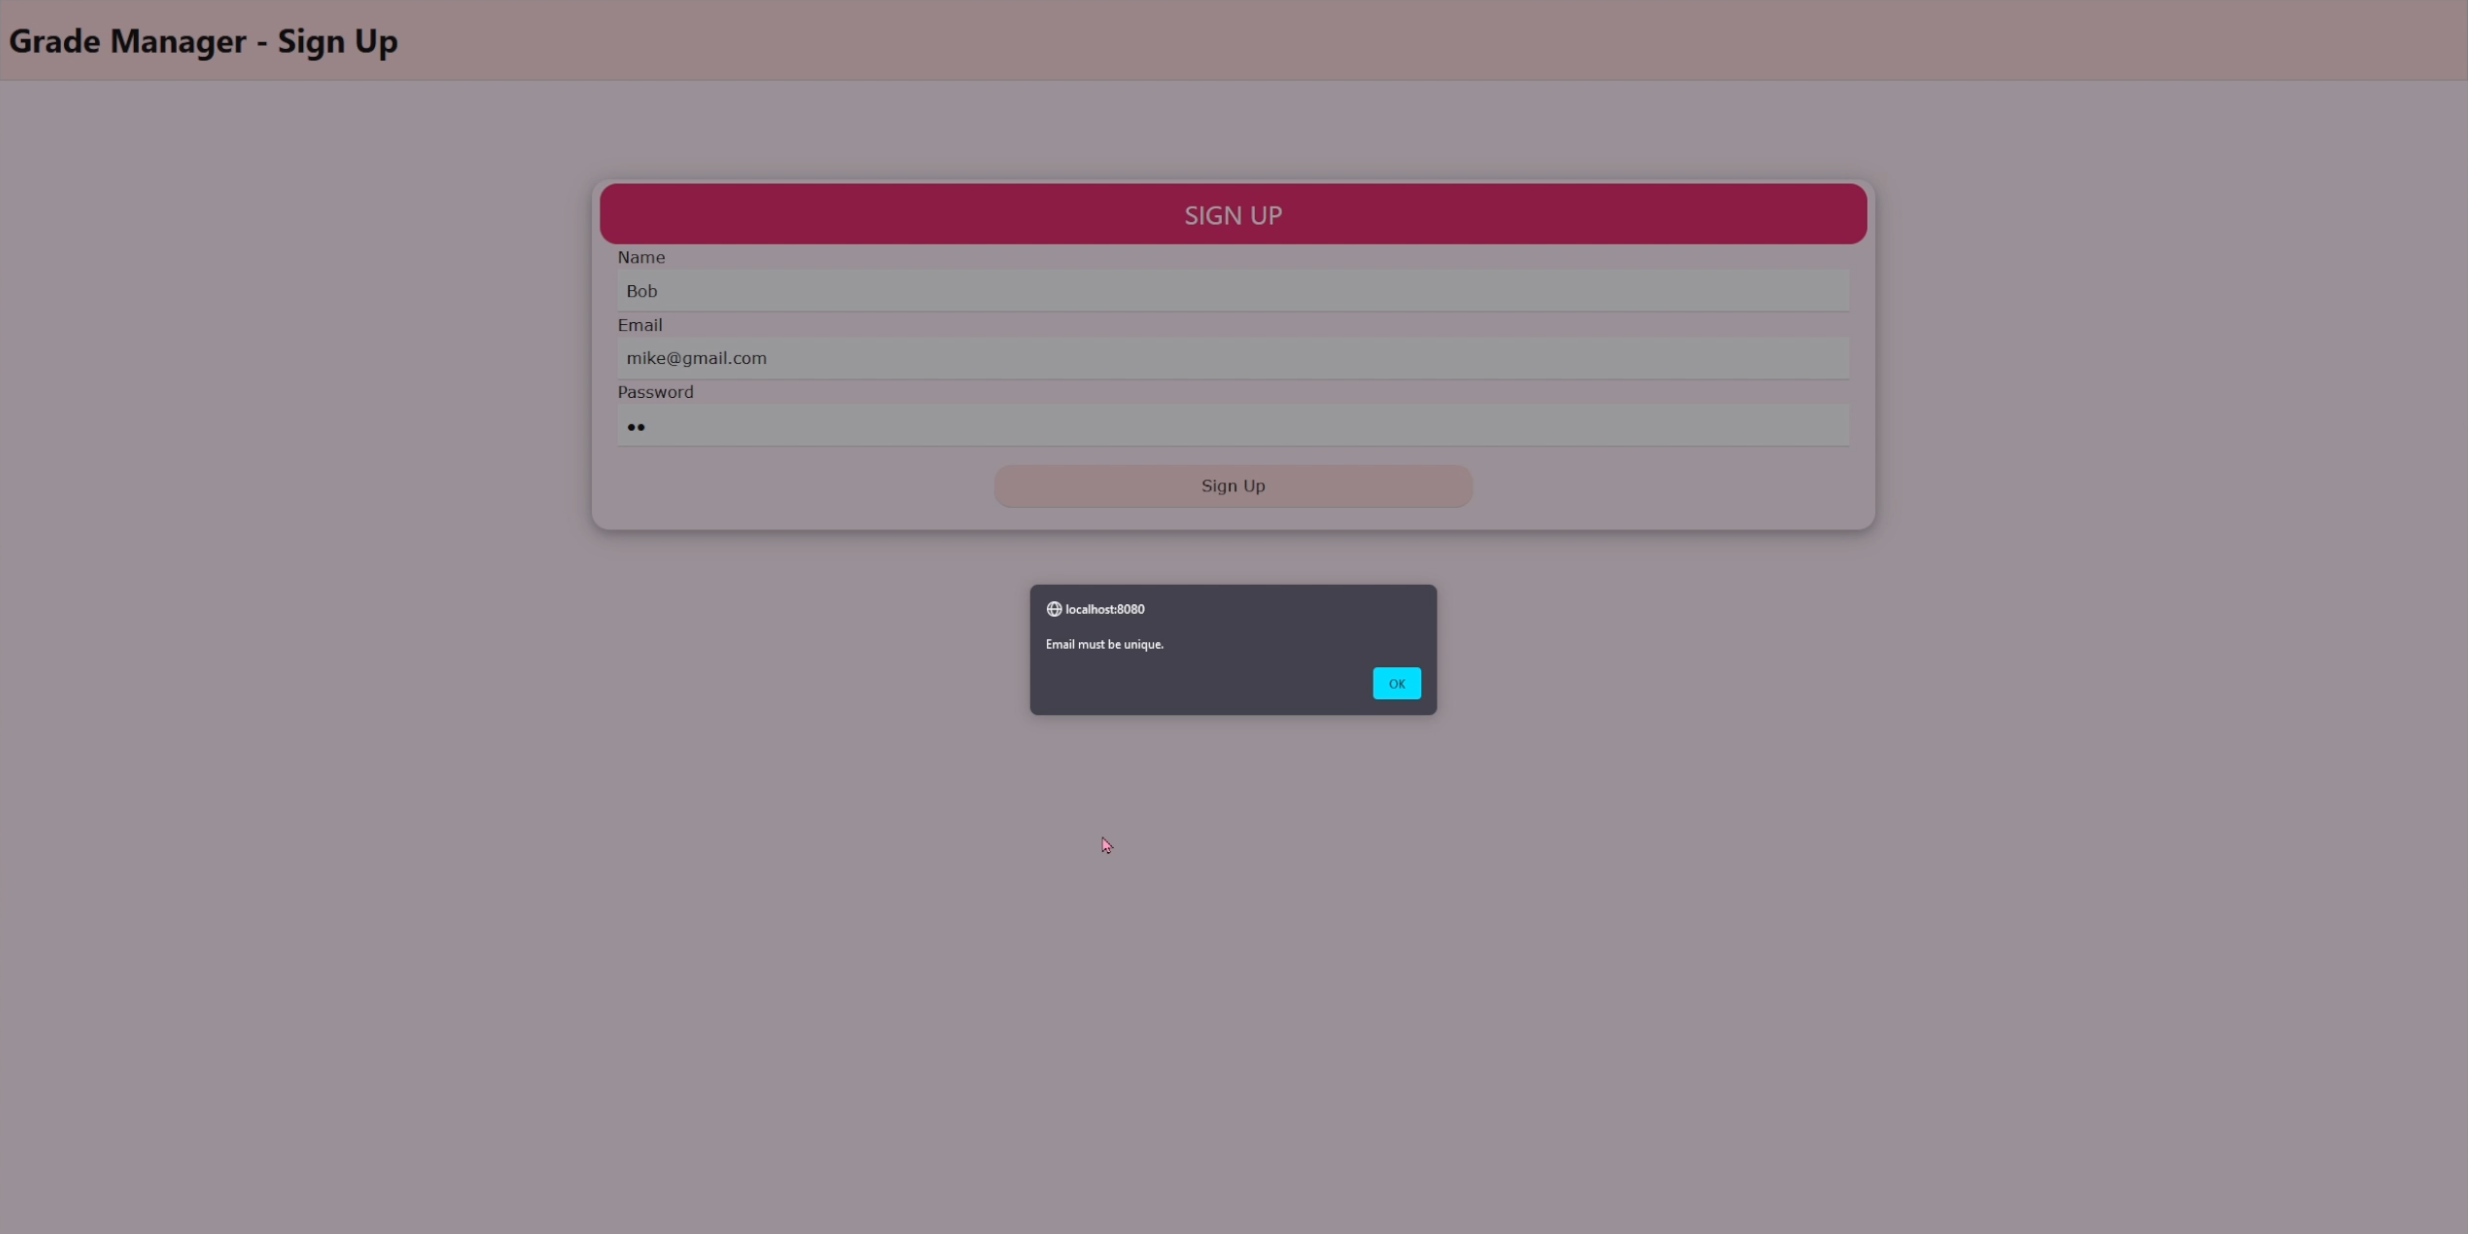 Grade Manager - Sign Up
SIGN UP
Name
Bob
Email
mike@gmail.com
Password
••
Sign Up
localhost:8080
Email must be unique.
OK